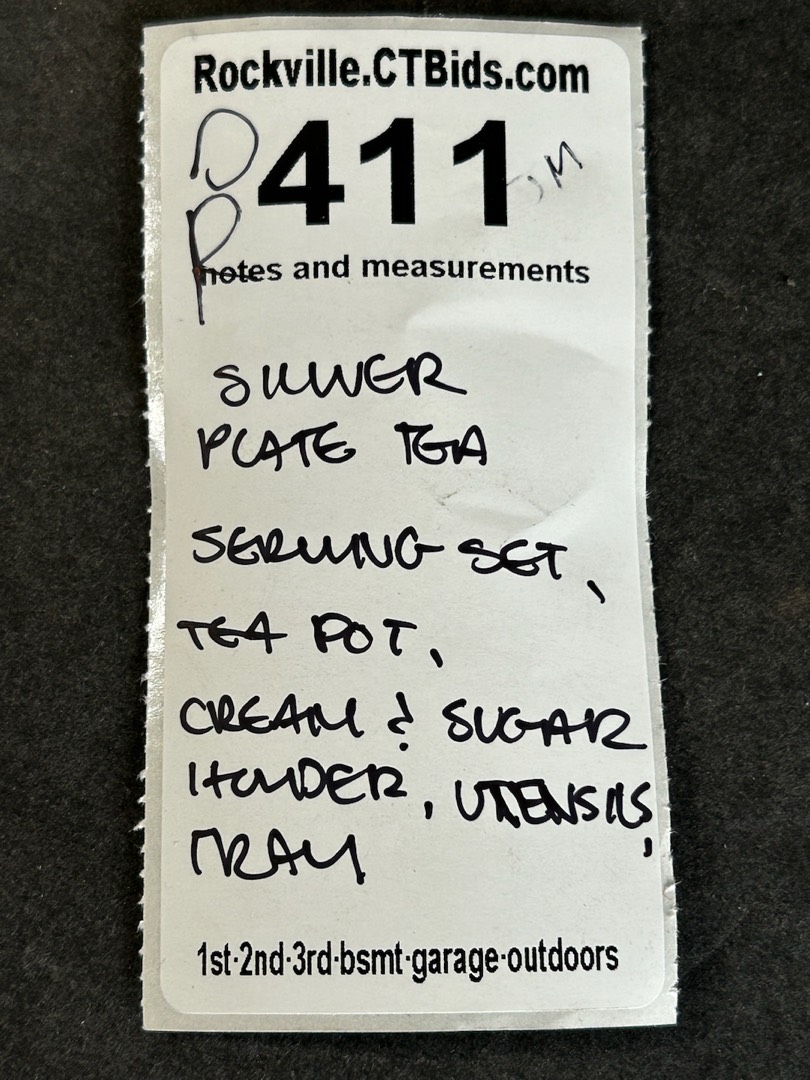 Rockville.CTBids.com
D 411
P
notes and measurements
SILVER
PLATE TEA
SERVING SET,
TEA POT,
CREAM & SUGAR
HOLDER, UTENSILS,
TRAY
1st·2nd·3rd·bsmt·garage·outdoors